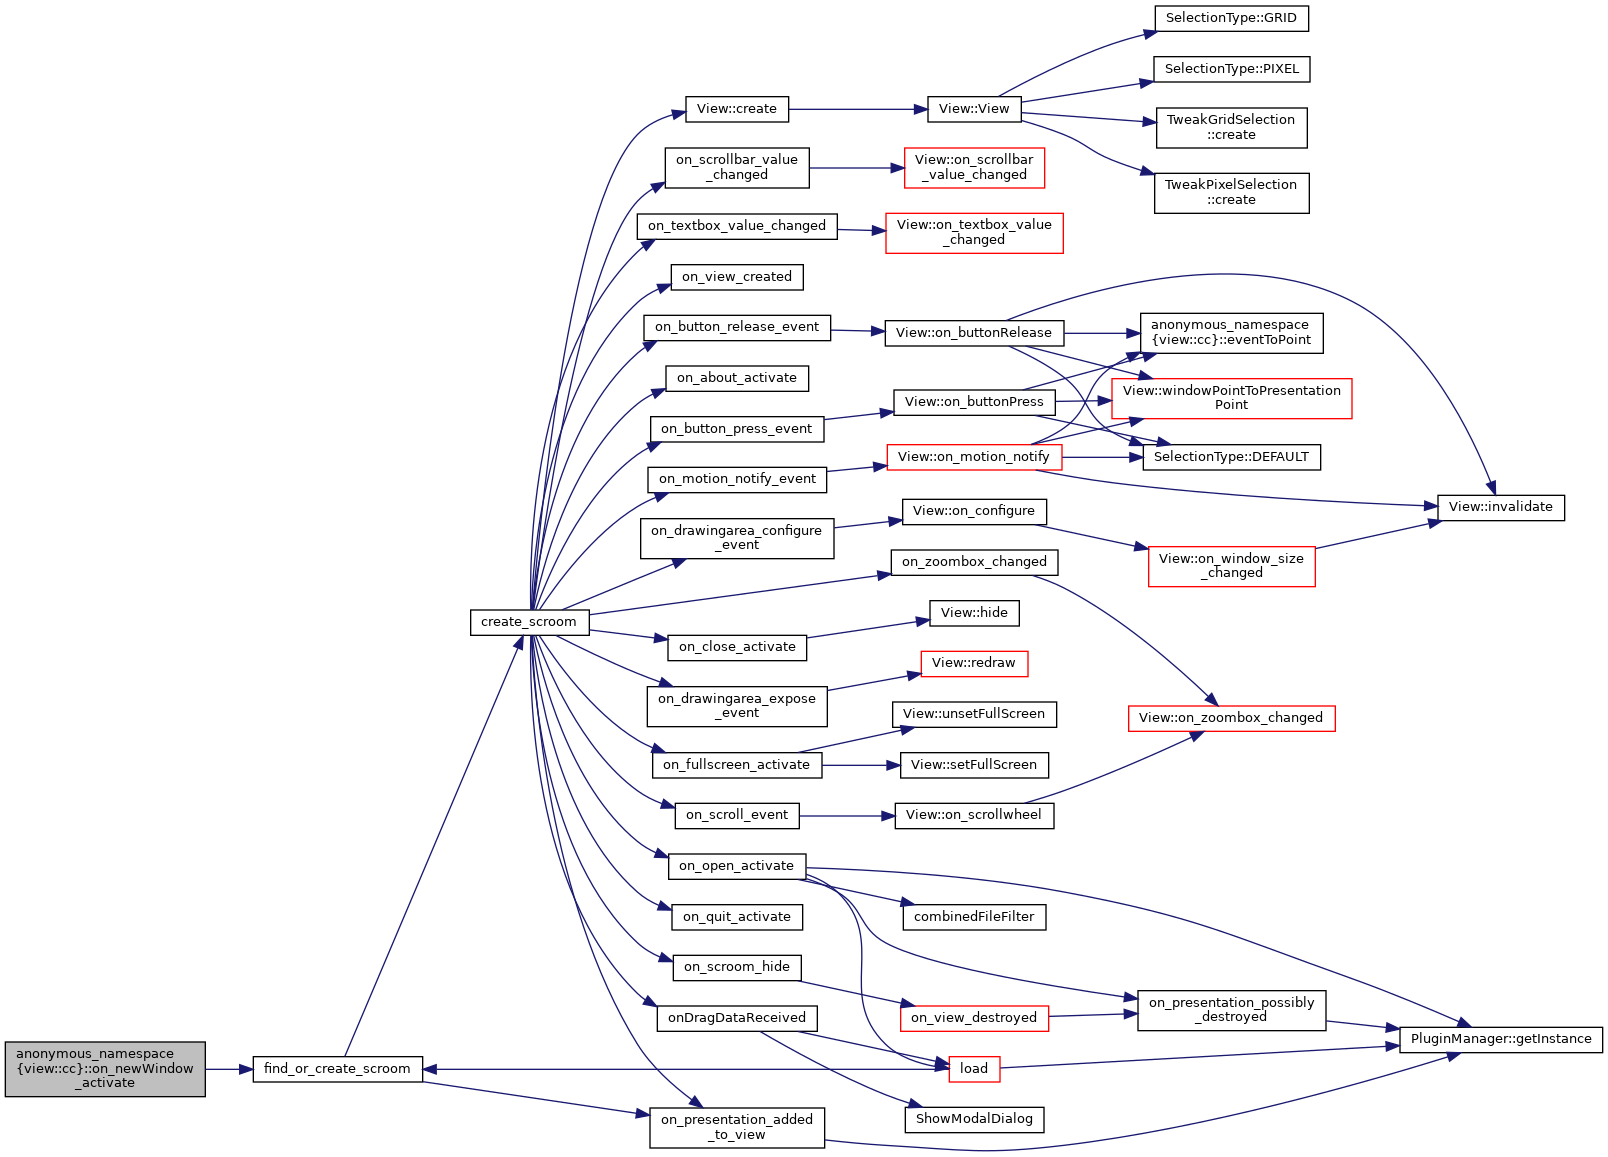 SelectionType::GRID
SelectionType::PIXEL
View::create
View::View
TweakGridSelection
::create
on_scrollbar_value
_changed
View::on_scrollbar
_value_changed
TweakPixelSelection
::create
on_textbox_value_changed
View::on_textbox_value
_changed
on_view_created
on_button_release_event
View::on_buttonRelease
anonymous_namespace
{view::cc}::eventToPoint
on_about_activate
View::on_buttonPress
View::windowPointToPresentation
Point
on_button_press_event
View::on_motion_notify
SelectionType::DEFAULT
on_motion_notify_event
View::on_configure
View::invalidate
on_drawingarea_configure
_event
on_zoombox_changed
View::on_window_size
_changed
create_scroom
View::hide
on_close_activate
View::redraw
on_drawingarea_expose
_event
View::unsetFullScreen
View::on_zoombox_changed
on_fullscreen_activate
View::setFullScreen
on_scroll_event
View::on_scrollwheel
on_open_activate
on_quit_activate
combinedFileFilter
on_scroom_hide
onDragDataReceived
on_view_destroyed
on_presentation_possibly
_destroyed
PluginManager::getInstance
anonymous_namespace
{view::cc}::on_newWindow
_activate
find_or_create_scroom
load
on_presentation_added
_to_view
ShowModalDialog